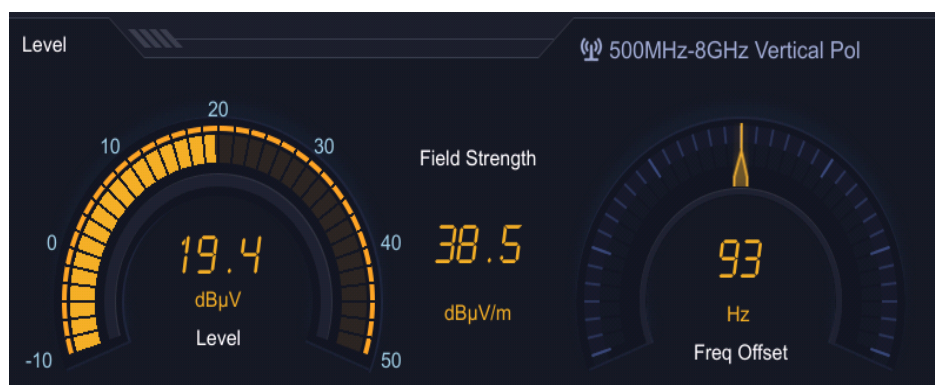 Level
500MHz-8GHz Vertical Pol
20
10
30
Field Strength
0
19.4
40
38.5
93
dBµV
dBµV/m
Hz
Level
Freq Offset
-10
50